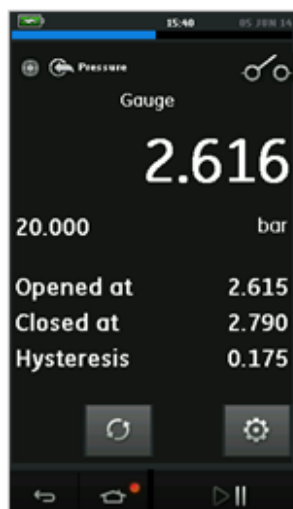 15:40 05 JUN 14
Pressure
Gauge
2.616
20.000 bar
Opened at 2.615
Closed at 2.790
Hysteresis 0.175